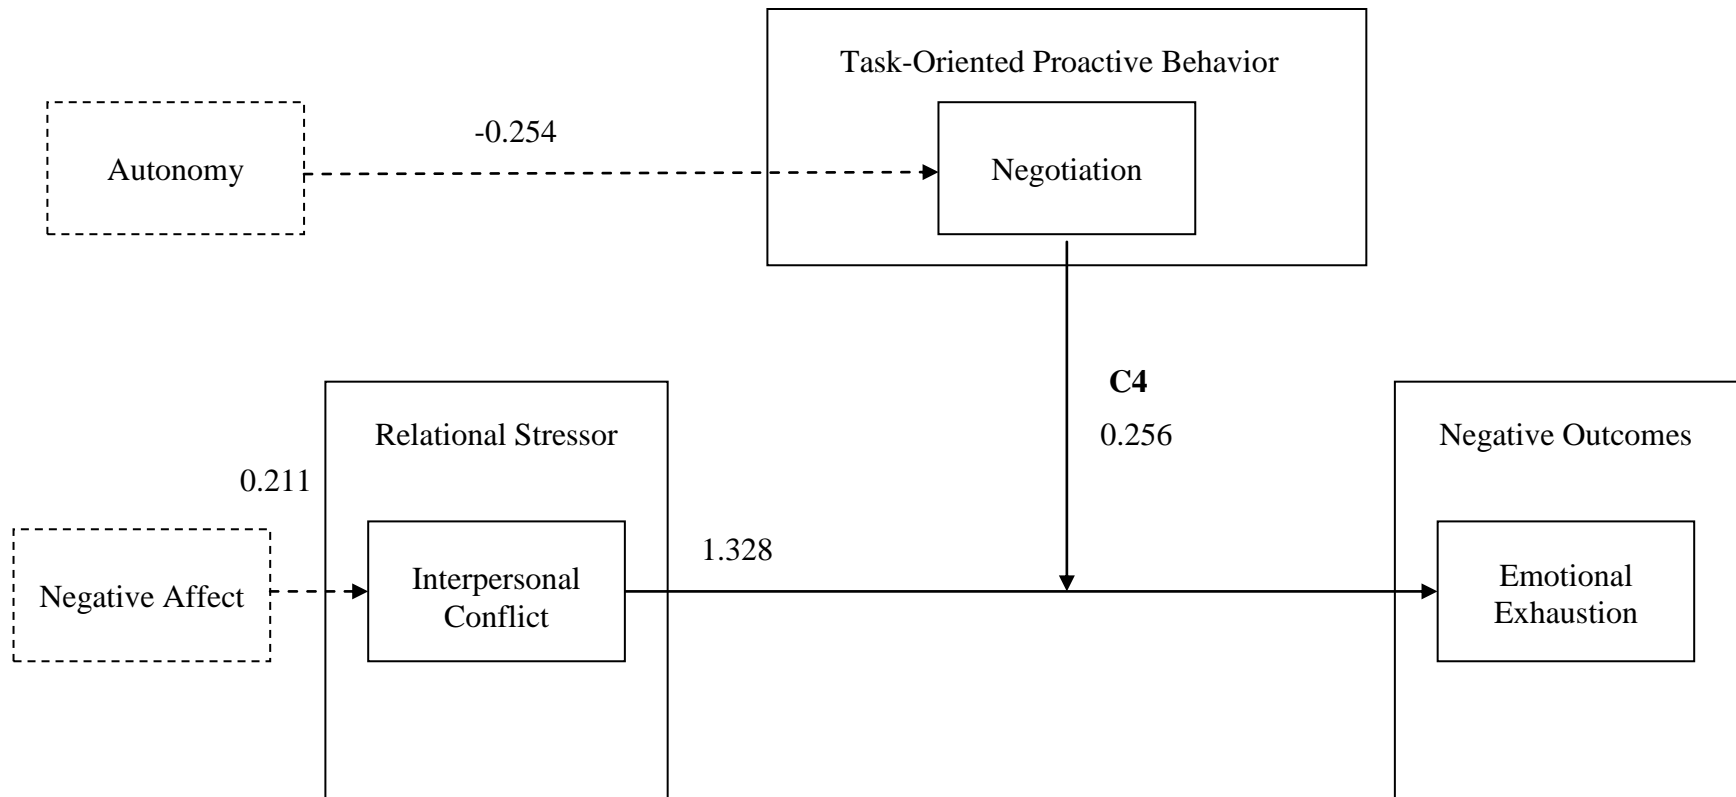 Task-Oriented Proactive Behavior
-0.254
Autonomy
Negotiation
C4
0.256
Relational Stressor
Negative Outcomes
0.211
1.328
Negative Affect
Interpersonal
Conflict
Emotional
Exhaustion